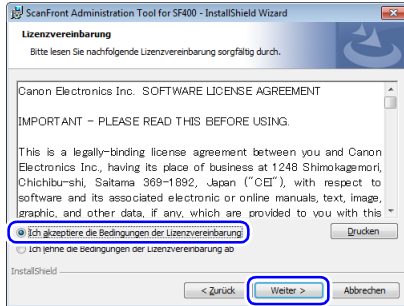 ScanFront Administration Tool for SF400 - InstallShield Wizard
Lizenzvereinbarung
Bitte lesen Sie nachfolgende Lizenzvereinbarung sorgfältig durch.
Canon Electronics Inc. SOFTWARE LICENSE AGREEMENT
IMPORTANT - PLEASE READ THIS BEFORE USING.
This is a legally-binding license agreement between you and Canon
Electronics Inc., having its place of business at 1248 Shimokagemori,
Chichibu-shi, Saitama 369-1892, Japan ("CEI"), with respect to
software and its associated electronic or online manuals, text, image,
graphic, and other data, if any, which are provided to you with this
Ich akzeptiere die Bedingungen der Lizenzvereinbarung
Drucken
Ich lehne die Bedingungen der Lizenzvereinbarung ab
InstallShield
< Zurück
Weiter >
Abbrechen